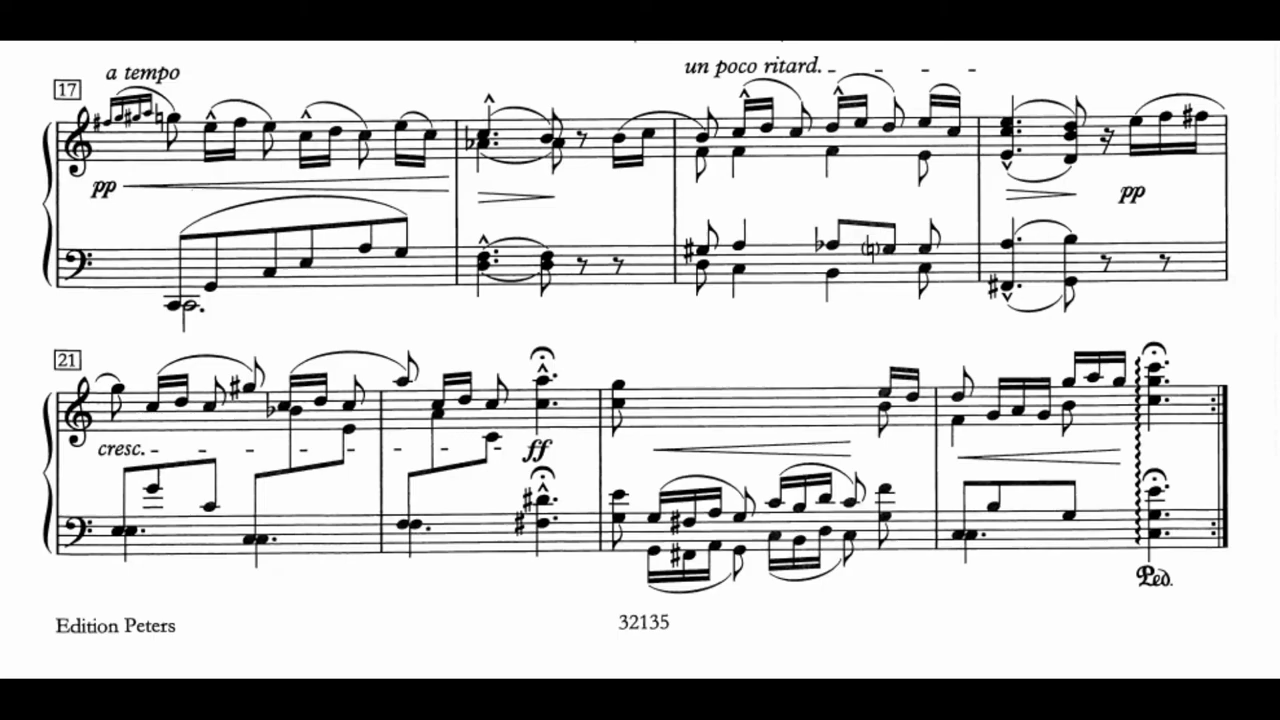 un poco ritard.
a tempo
17
pp
pp
21
cresc.
ff
Ped.
Edition Peters
32135